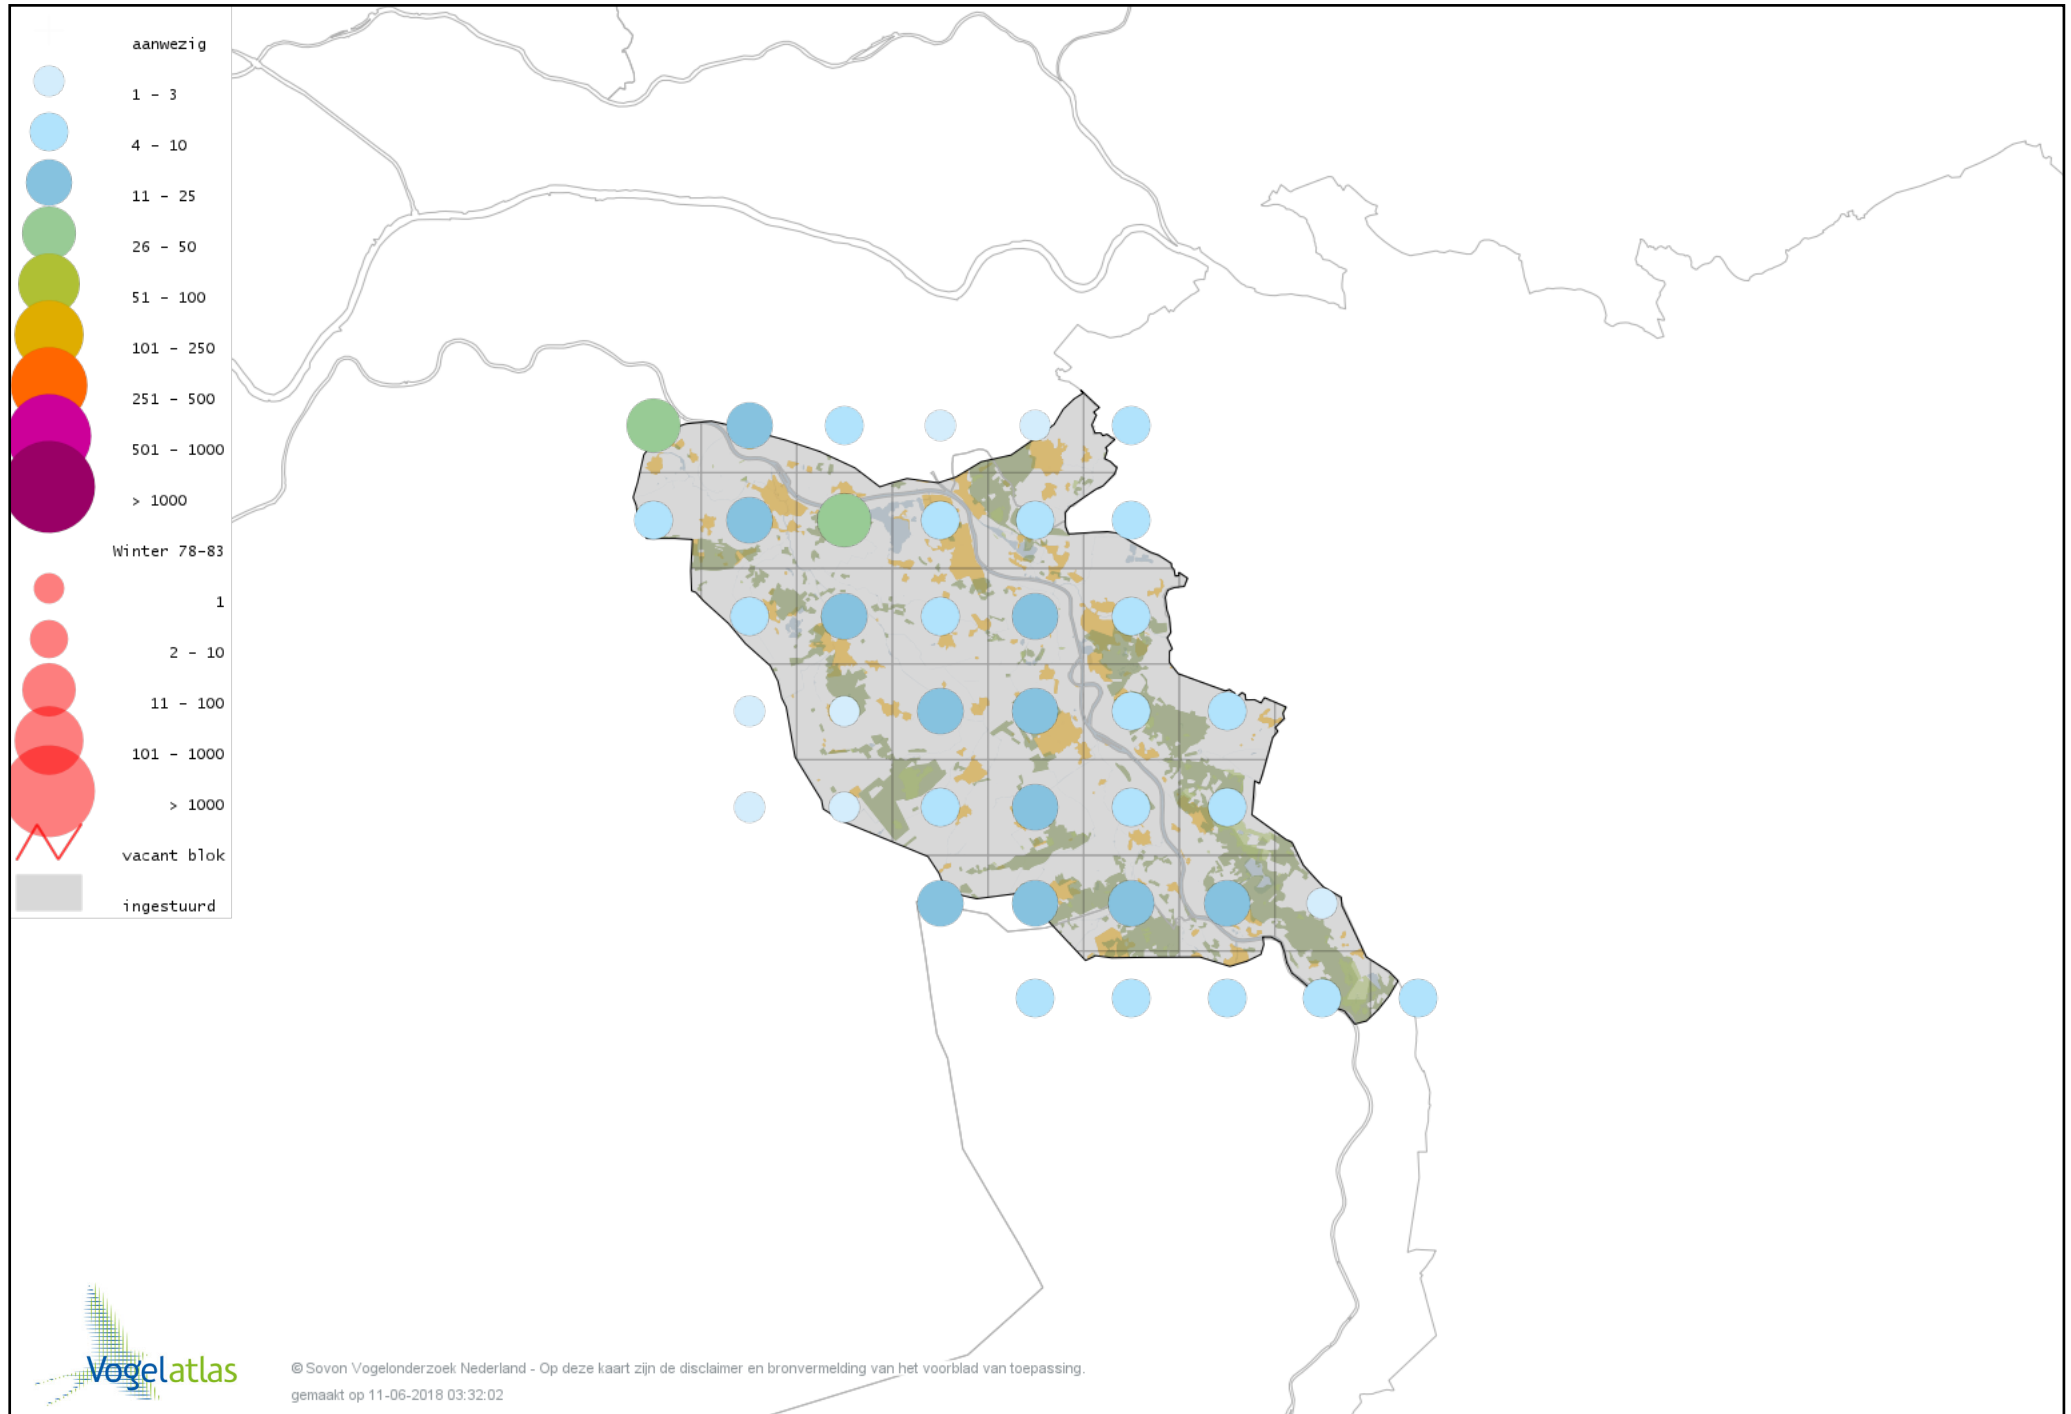 aanwezig
1 - 3
4 - 10
11 - 25
26 - 50
51 - 100
101 - 250
251 - 500
501 - 1000
> 1000
Winter 78-83
1
2 - 10
11 - 100
101 - 1000
> 1000
vacant blok
ingestuurd
Vogelatlas
© Sovon Vogelonderzoek Nederland - Op deze kaart zijn de disclaimer en bronvermelding van het voorblad van toepassing.
gemaakt op 11-06-2018 03:32:02